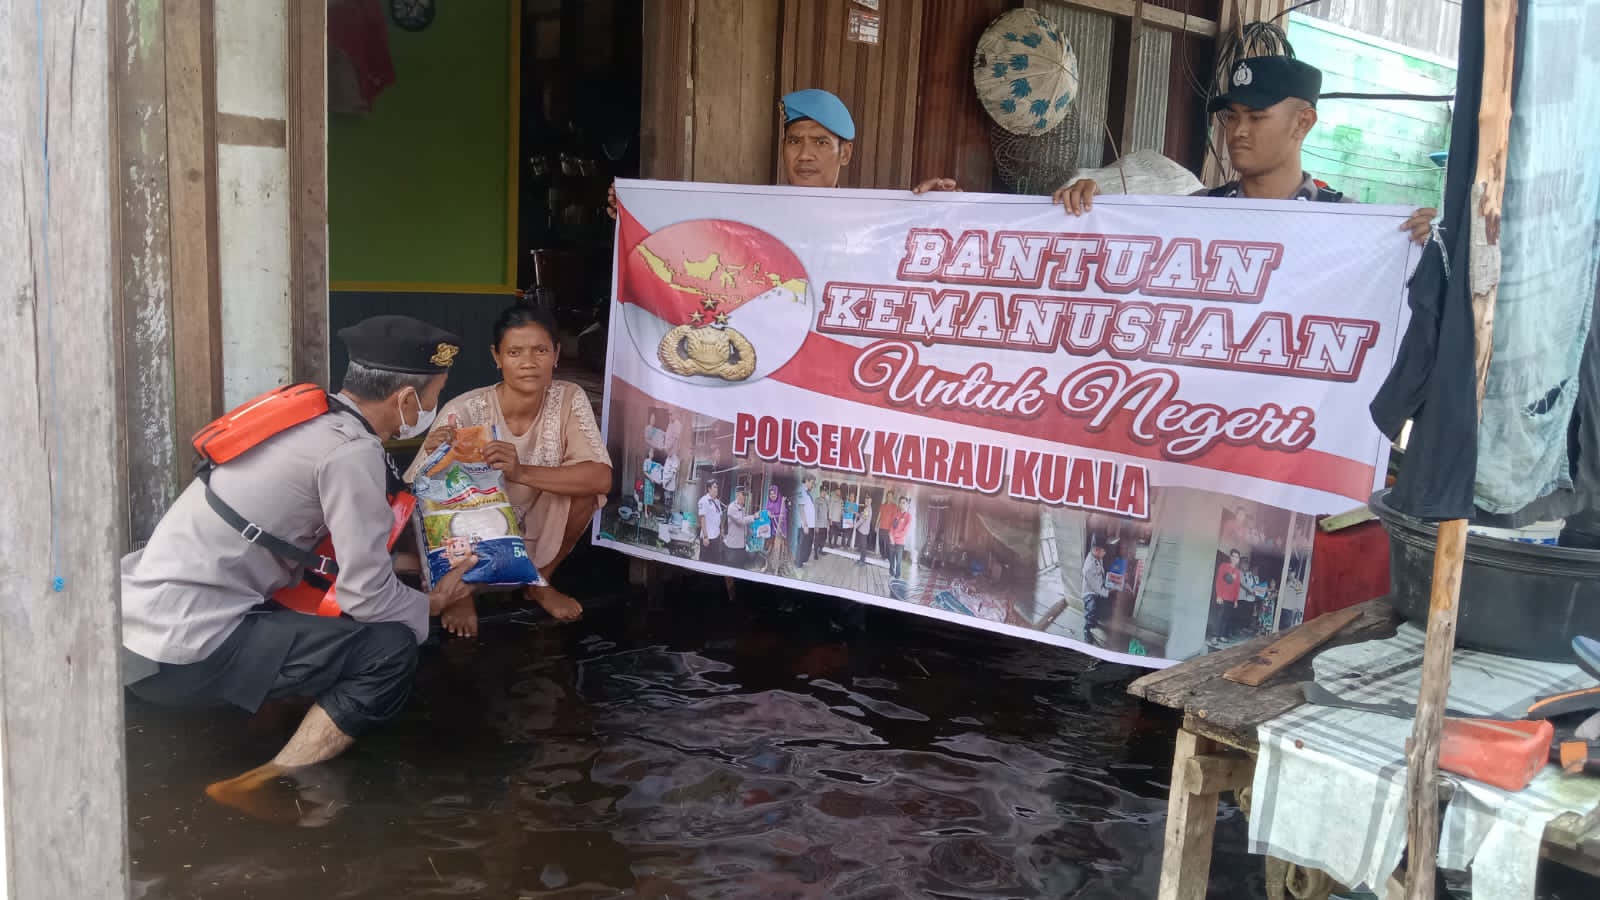 BANTUAN
KEMANUSIAAN
Untuk Negeri
POLSEK KARAU KUALA